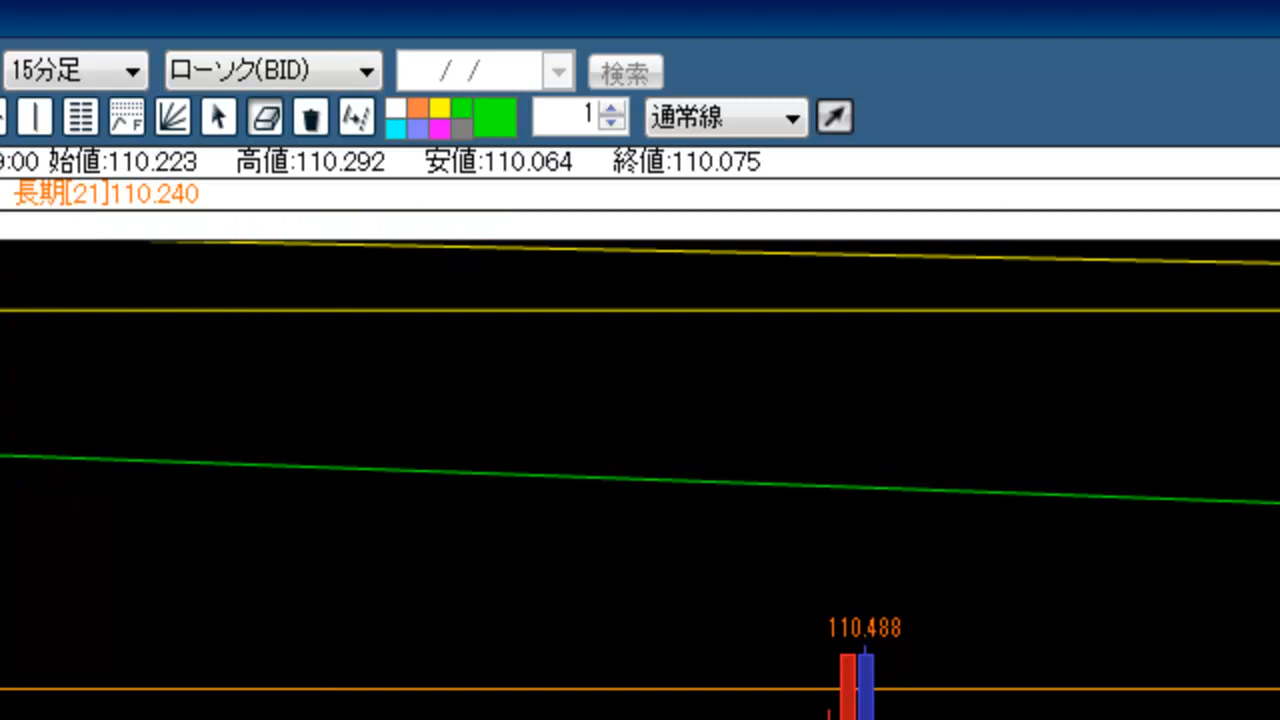 15分足 ローソク(BID) / / 検索
F 1 通常線
9:00 始値:110.223 高値:110.292 安値:110.064 終値:110.075
長期[21]110.240
110.488